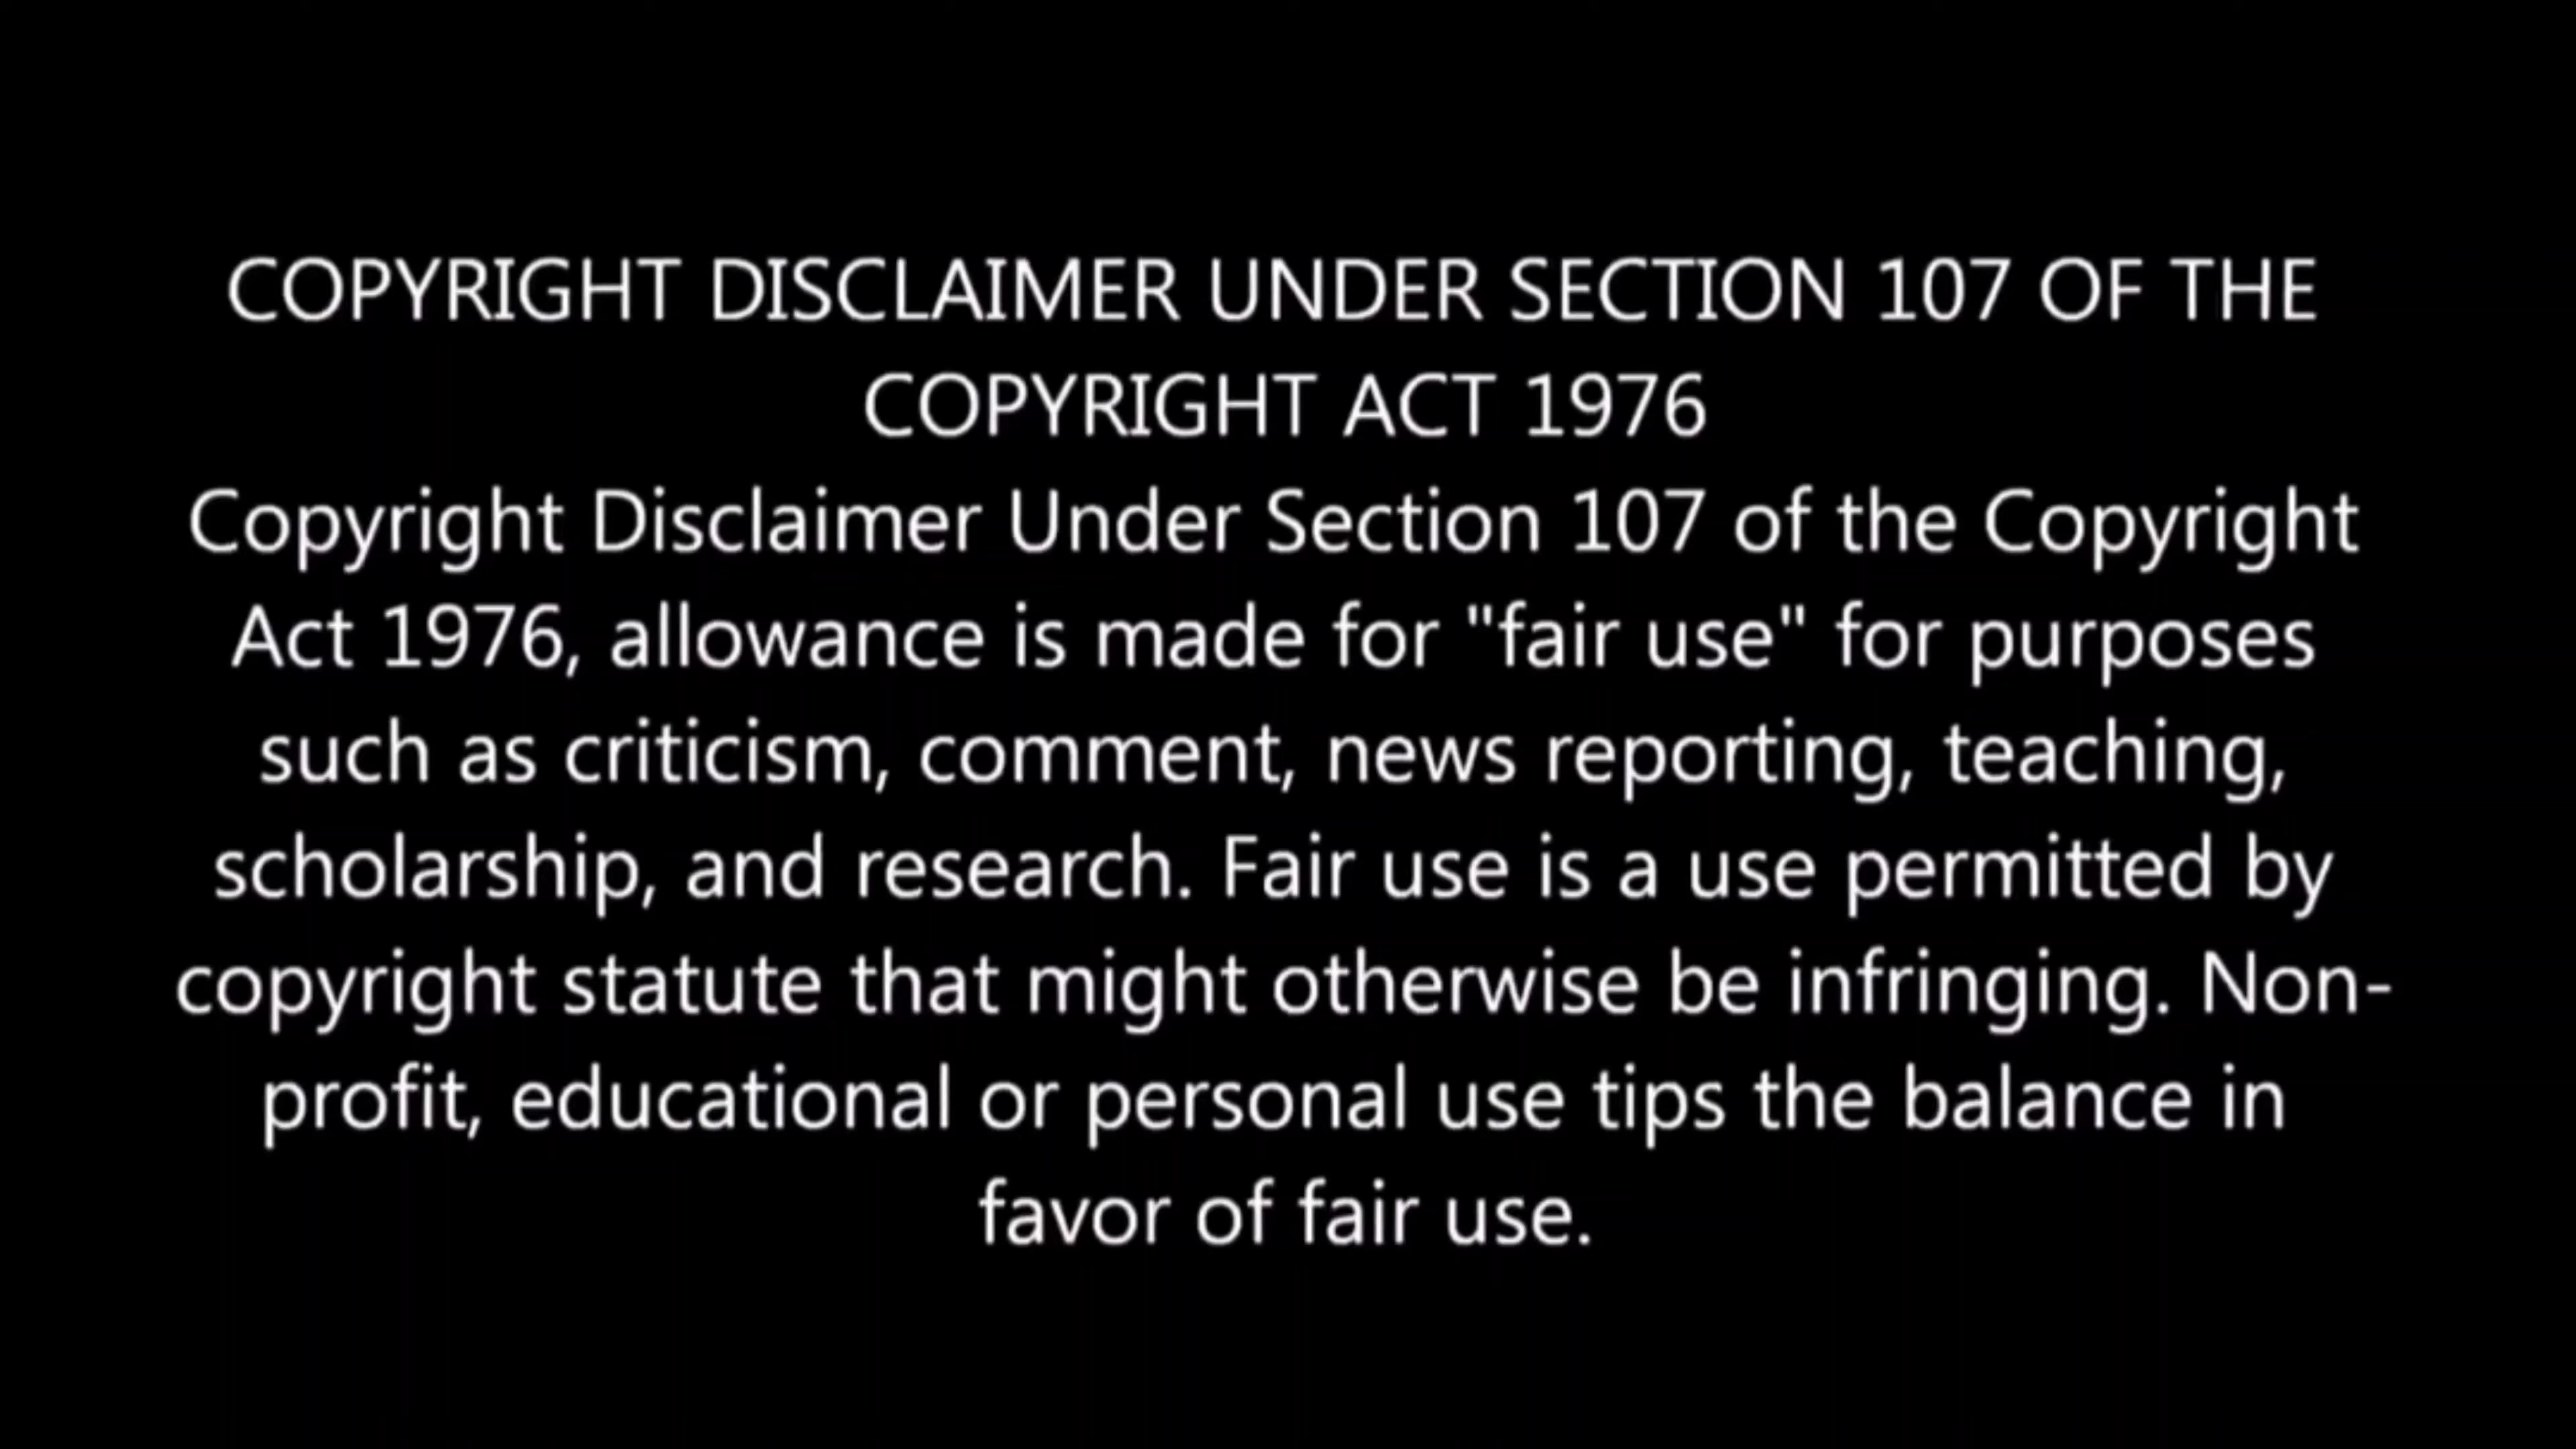 COPYRIGHT DISCLAIMER UNDER SECTION 107 OF THE
COPYRIGHT ACT 1976
Copyright Disclaimer Under Section 107 of the Copyright
Act 1976, allowance is made for "fair use" for purposes
such as criticism, comment, news reporting, teaching,
scholarship, and research. Fair use is a use permitted by
copyright statute that might otherwise be infringing. Non-
profit, educational or personal use tips the balance in
favor of fair use.